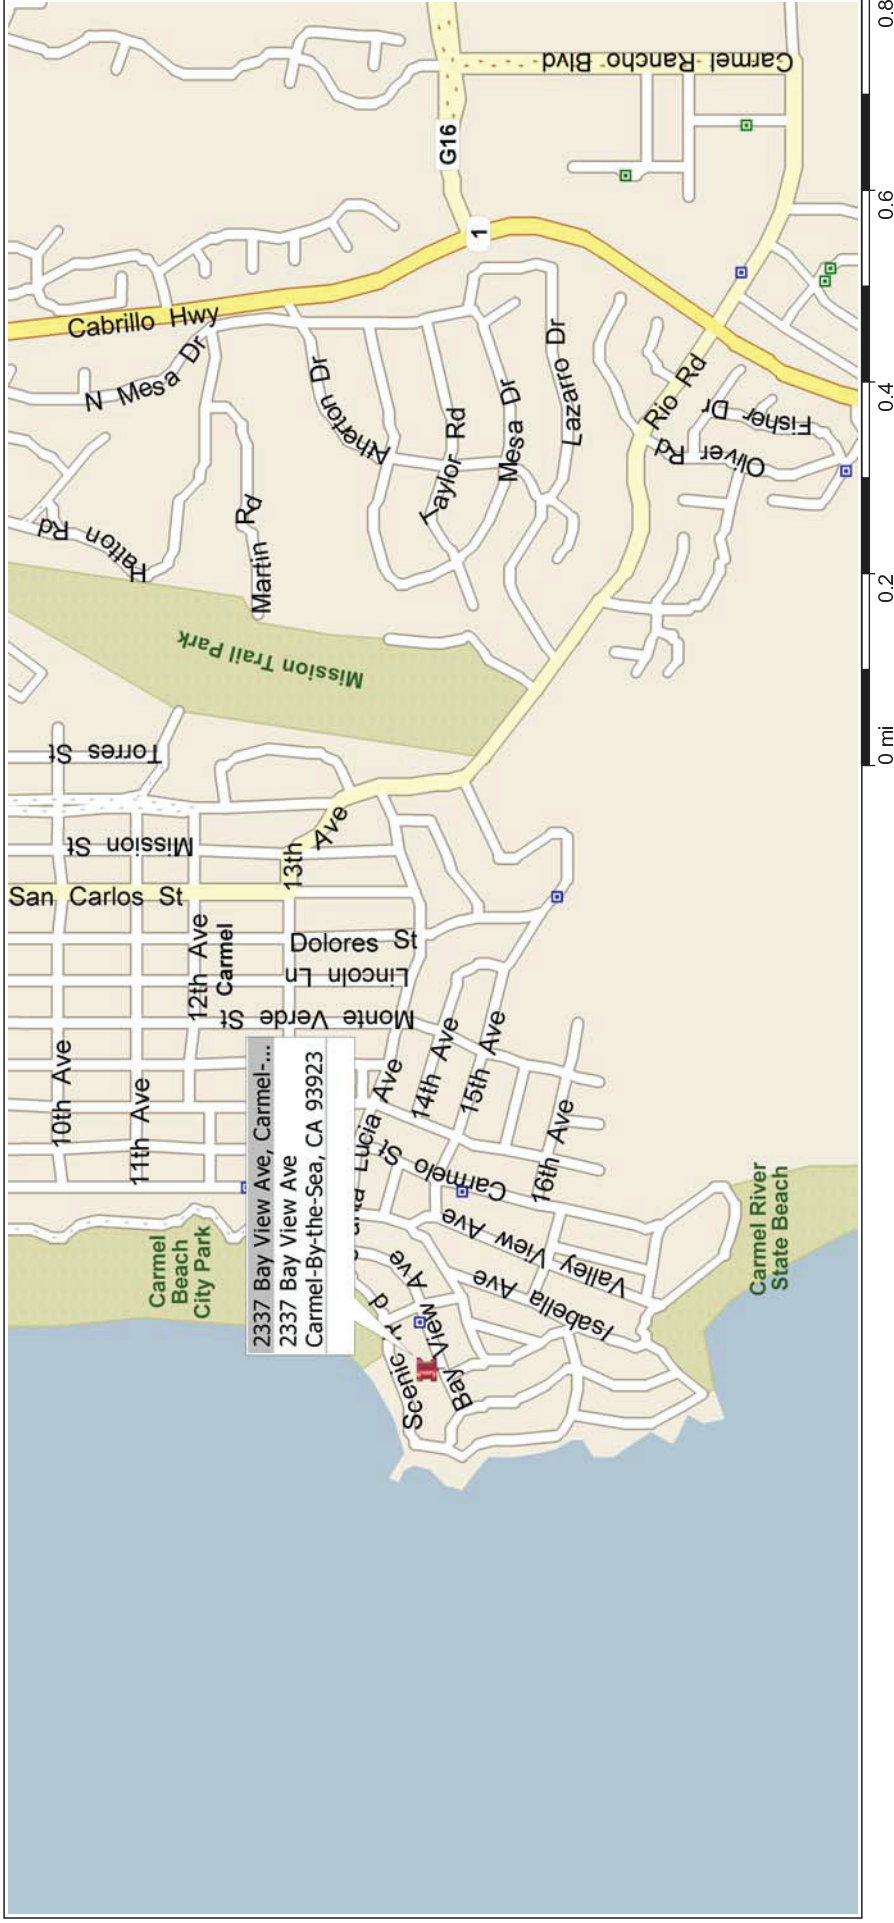 2337 Bay View Ave, Carmel-...
2337 Bay View Ave
Carmel-By-the-Sea, CA 93923
10th Ave
11th Ave
12th Ave
Carmel
13th Ave
San Carlos St
Mission St
Torres St
Dolores St
Lincoln Ln
Monte Verde St
Lucia Ave
14th Ave
15th Ave
16th Ave
Carmelo St
Valley View Ave
Isabella Ave
Bay View Ave
Scenic
Carmel
Beach
City Park
Carmel River
State Beach
Mission Trail Park
Hatton Rd
Martin Rd
N Mesa Dr
Cabrillo Hwy
Atherton Dr
Taylor Rd
Mesa Dr
Lazarro Dr
Rio Rd
Oliver Rd
Fisher Dr
Carmel Rancho Blvd
G16
1
0 mi
0.2
0.4
0.6
0.8